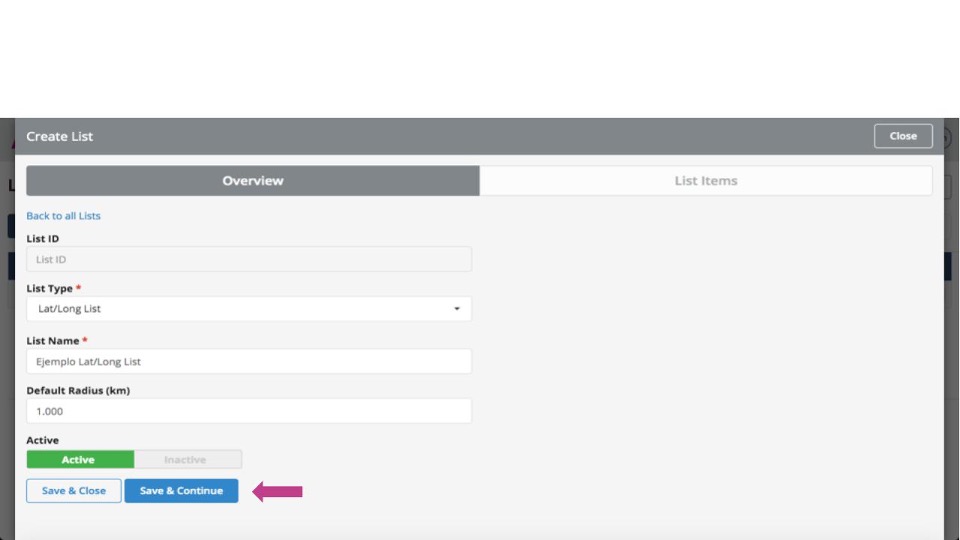 Create List
Close
Overview
List Items
Back to all Lists
List ID
List ID
List Type *
Lat/Long List
List Name *
Ejemplo Lat/Long List
Default Radius (km)
1.000
Active
Active
Inactive
Save & Close
Save & Continue